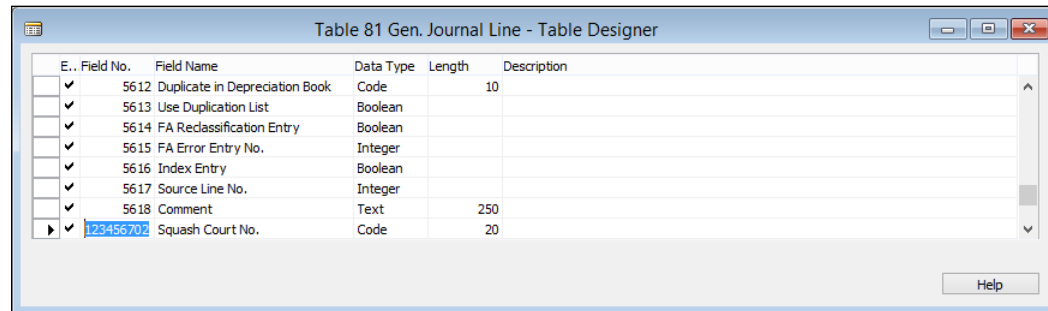 Table 81 Gen. Journal Line - Table Designer
E.. Field No. Field Name Data Type Length Description
5612 Duplicate in Depreciation Book Code 10
5613 Use Duplication List Boolean
5614 FA Reclassification Entry Boolean
5615 FA Error Entry No. Integer
5616 Index Entry Boolean
5617 Source Line No. Integer
5618 Comment Text 250
123456702 Squash Court No. Code 20
Help